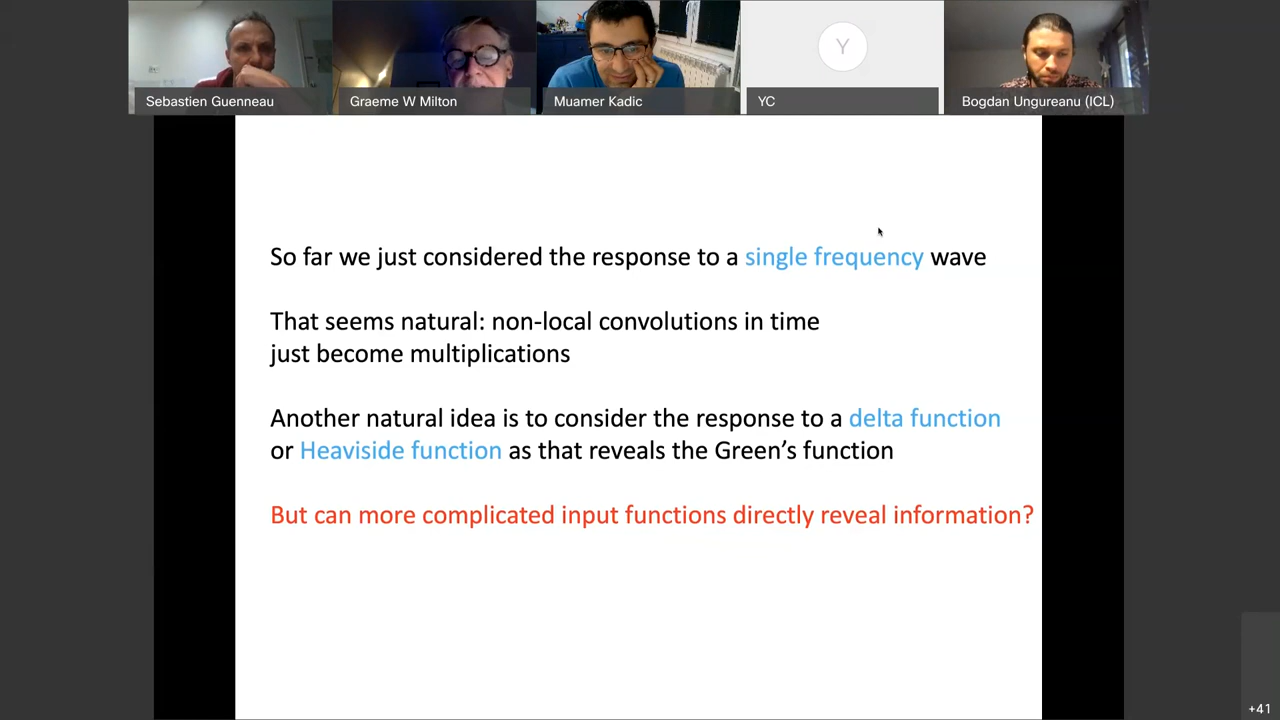 Sebastien Guenneau
Graeme W Milton
Muamer Kadic
Y
YC
Bogdan Ungureanu (ICL)
So far we just considered the response to a single frequency wave
That seems natural: non-local convolutions in time
just become multiplications
Another natural idea is to consider the response to a delta function
or Heaviside function as that reveals the Green’s function
But can more complicated input functions directly reveal information?
+41